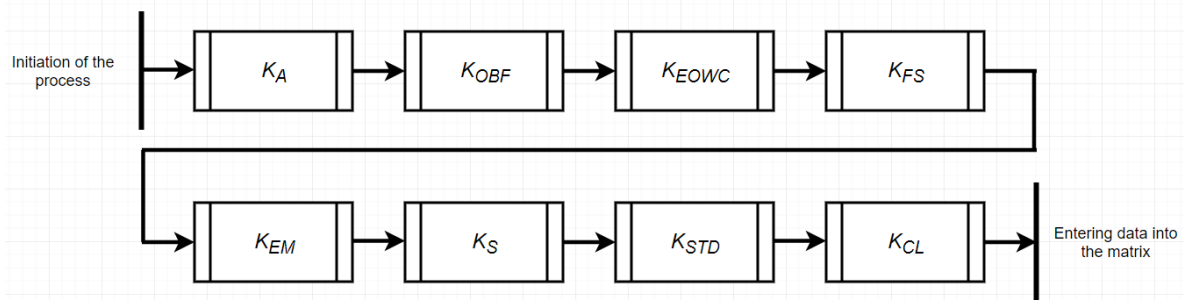 Initiation of the
process
K_A
K_OBF
K_EOWC
K_FS
K_EM
K_S
K_STD
K_CL
Entering data into
the matrix